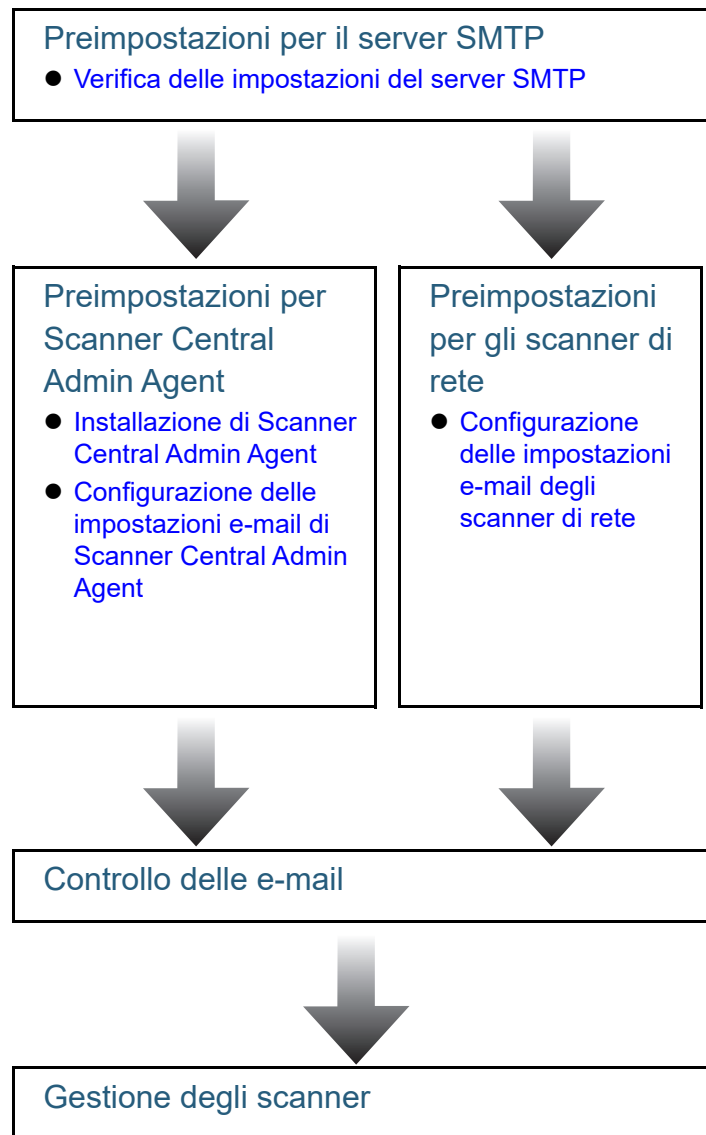 Preimpostazioni per il server SMTP
● Verifica delle impostazioni del server SMTP
Preimpostazioni per
Scanner Central
Admin Agent
● Installazione di Scanner
Central Admin Agent
● Configurazione delle
impostazioni e-mail di
Scanner Central Admin
Agent
Preimpostazioni
per gli scanner di
rete
● Configurazione
delle impostazioni
e-mail degli
scanner di rete
Controllo delle e-mail
Gestione degli scanner